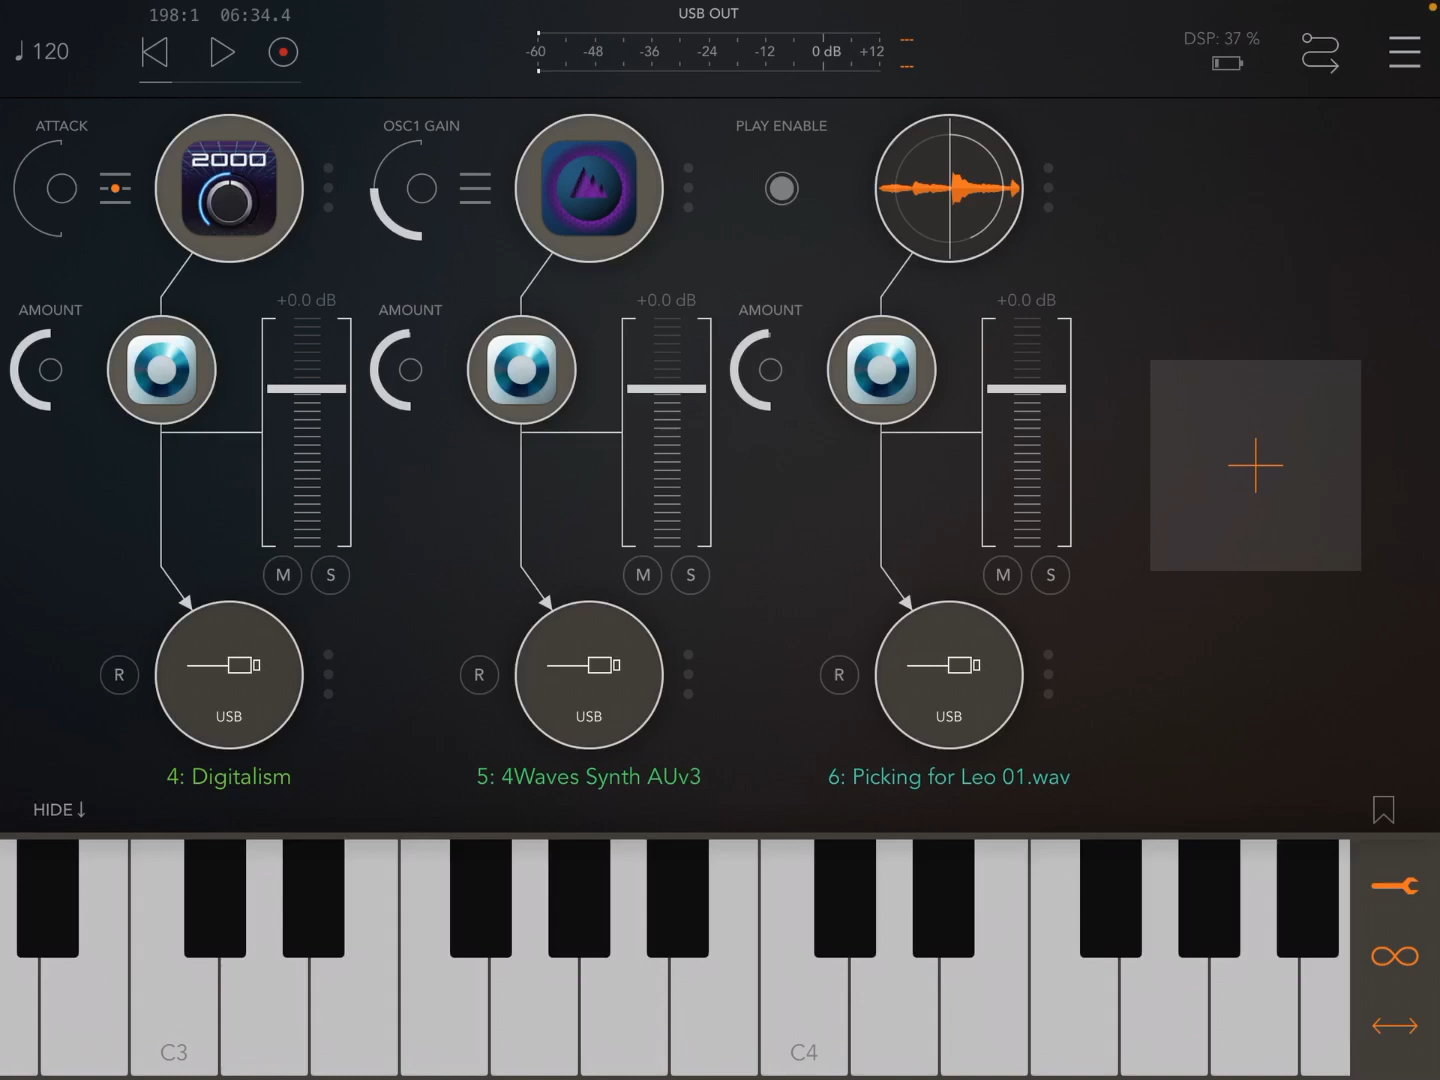 198:1 06:34.4
USB OUT
♩120
-60 -48 -36 -24 -12 0 dB +12
DSP: 37 %
ATTACK
2000
OSC1 GAIN
PLAY ENABLE
AMOUNT
+0.0 dB
AMOUNT
+0.0 dB
AMOUNT
+0.0 dB
M S
M S
M S
R
USB
R
USB
R
USB
4: Digitalism
5: 4Waves Synth AUv3
6: Picking for Leo 01.wav
HIDE↓
C3
C4